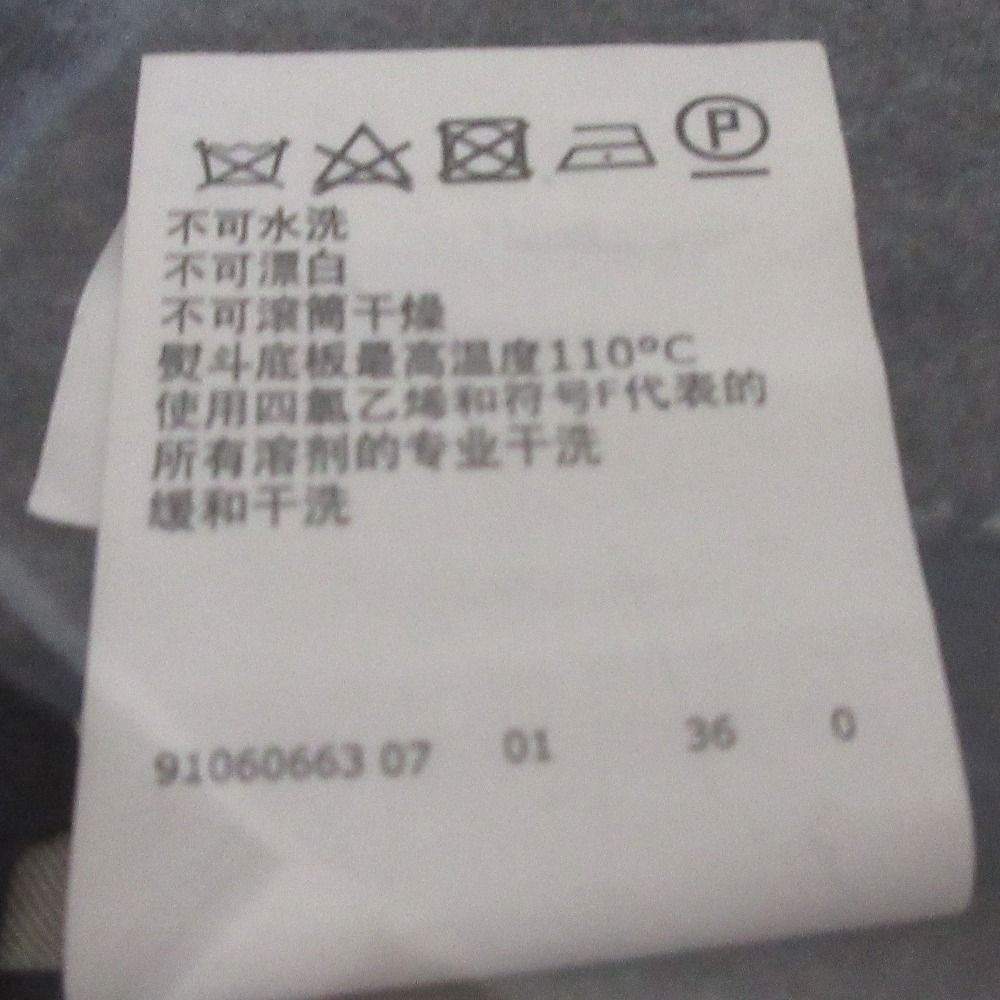 P
不可水洗
不可漂白
不可滚筒干燥
熨斗底板最高温度110°C
使用四氯乙烯和符号F代表的
所有溶剂的专业干洗
缓和干洗
91060663 07 01 36 0